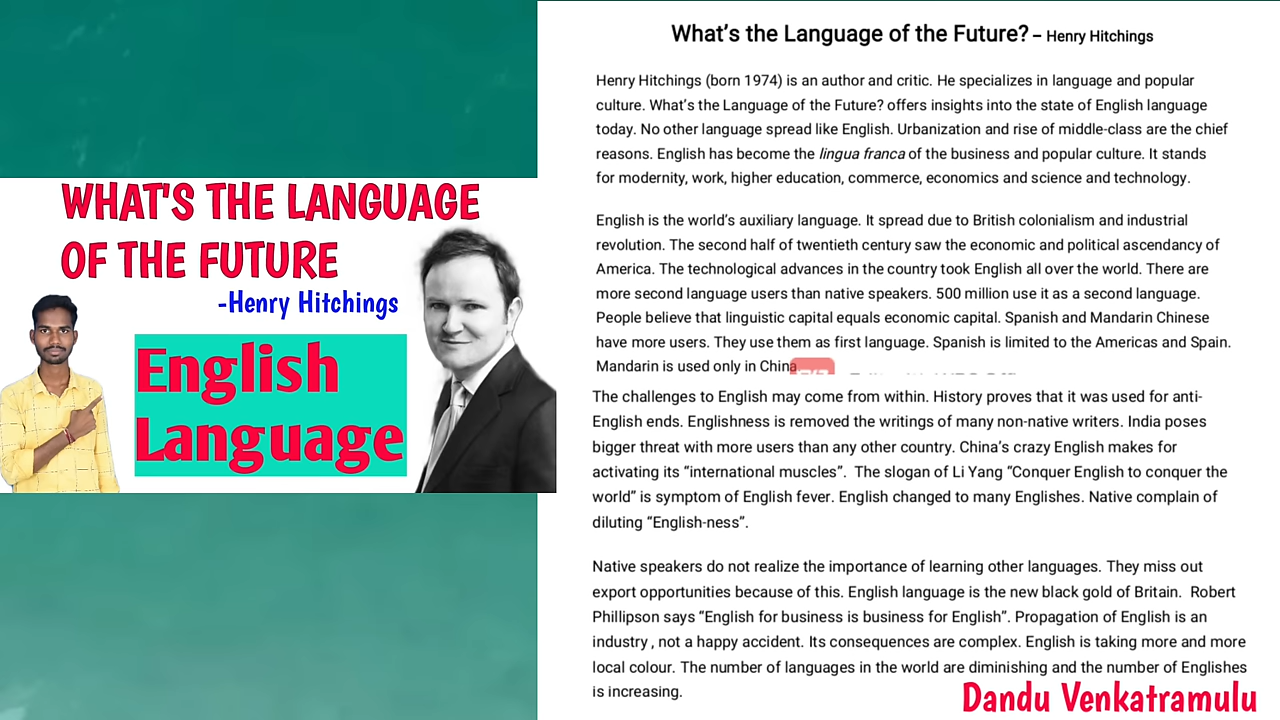 WHAT'S THE LANGUAGE
OF THE FUTURE
-Henry Hitchings
English
Language
What's the Language of the Future? – Henry Hitchings
Henry Hitchings (born 1974) is an author and critic. He specializes in language and popular
culture. What's the Language of the Future? offers insights into the state of English language
today. No other language spread like English. Urbanization and rise of middle-class are the chief
reasons. English has become the lingua franca of the business and popular culture. It stands
for modernity, work, higher education, commerce, economics and science and technology.
English is the world's auxiliary language. It spread due to British colonialism and industrial
revolution. The second half of twentieth century saw the economic and political ascendancy of
America. The technological advances in the country took English all over the world. There are
more second language users than native speakers. 500 million use it as a second language.
People believe that linguistic capital equals economic capital. Spanish and Mandarin Chinese
have more users. They use them as first language. Spanish is limited to the Americas and Spain.
Mandarin is used only in China
The challenges to English may come from within. History proves that it was used for anti-
English ends. Englishness is removed the writings of many non-native writers. India poses
bigger threat with more users than any other country. China's crazy English makes for
activating its "international muscles". The slogan of Li Yang "Conquer English to conquer the
world" is symptom of English fever. English changed to many Englishes. Native complain of
diluting "English-ness".
Native speakers do not realize the importance of learning other languages. They miss out
export opportunities because of this. English language is the new black gold of Britain. Robert
Phillipson says "English for business is business for English". Propagation of English is an
industry , not a happy accident. Its consequences are complex. English is taking more and more
local colour. The number of languages in the world are diminishing and the number of Englishes
is increasing.
Dandu Venkatramulu